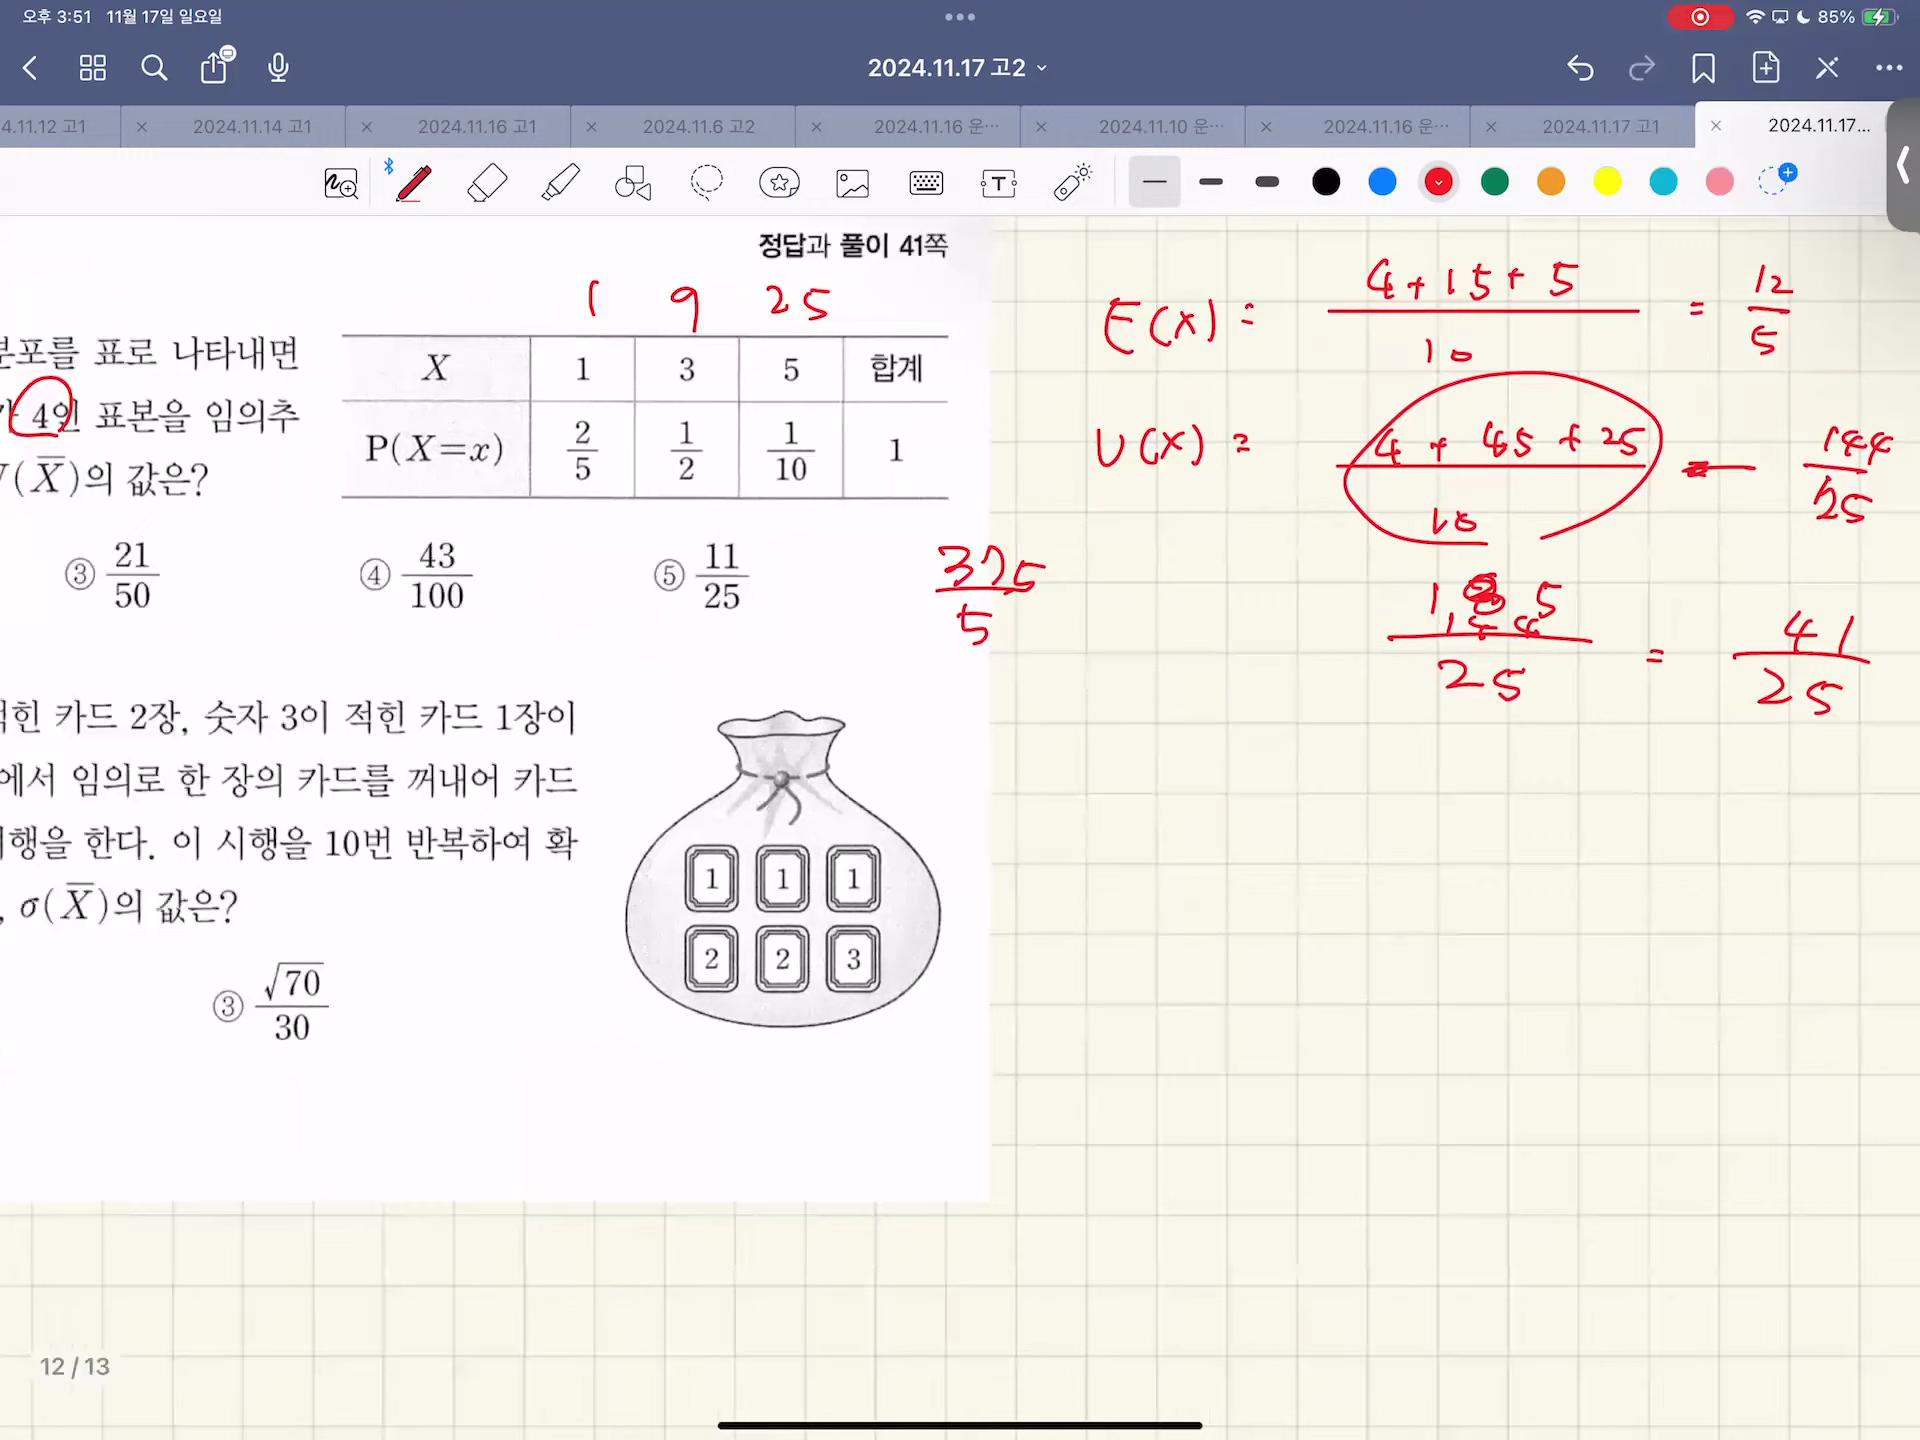 오후 3:51 11월 17일 일요일
85%
2024.11.17 고2
4.11.12 고1
2024.11.14 고1
2024.11.16 고1
2024.11.6 고2
2024.11.16 운…
2024.11.10 운…
2024.11.16 운…
2024.11.17 고1
2024.11.17...
정답과 풀이 41쪽
1 9 25
분포를 표로 나타내면
4인 표본을 임의추
V(X̅)의 값은?
X 1 3 5 합계
P(X=x) 2/5 1/2 1/10 1
③ 21/50 ④ 43/100 ⑤ 11/25
적힌 카드 2장, 숫자 3이 적힌 카드 1장이
에서 임의로 한 장의 카드를 꺼내어 카드
시행을 한다. 이 시행을 10번 반복하여 확
, σ(X̅)의 값은?
③ √70/30
1 1 1
2 2 3
E(X) = (4+15+5)/10 = 12/5
V(X) = (4+45+25)/10 - 144/25
= 41/25
12 / 13